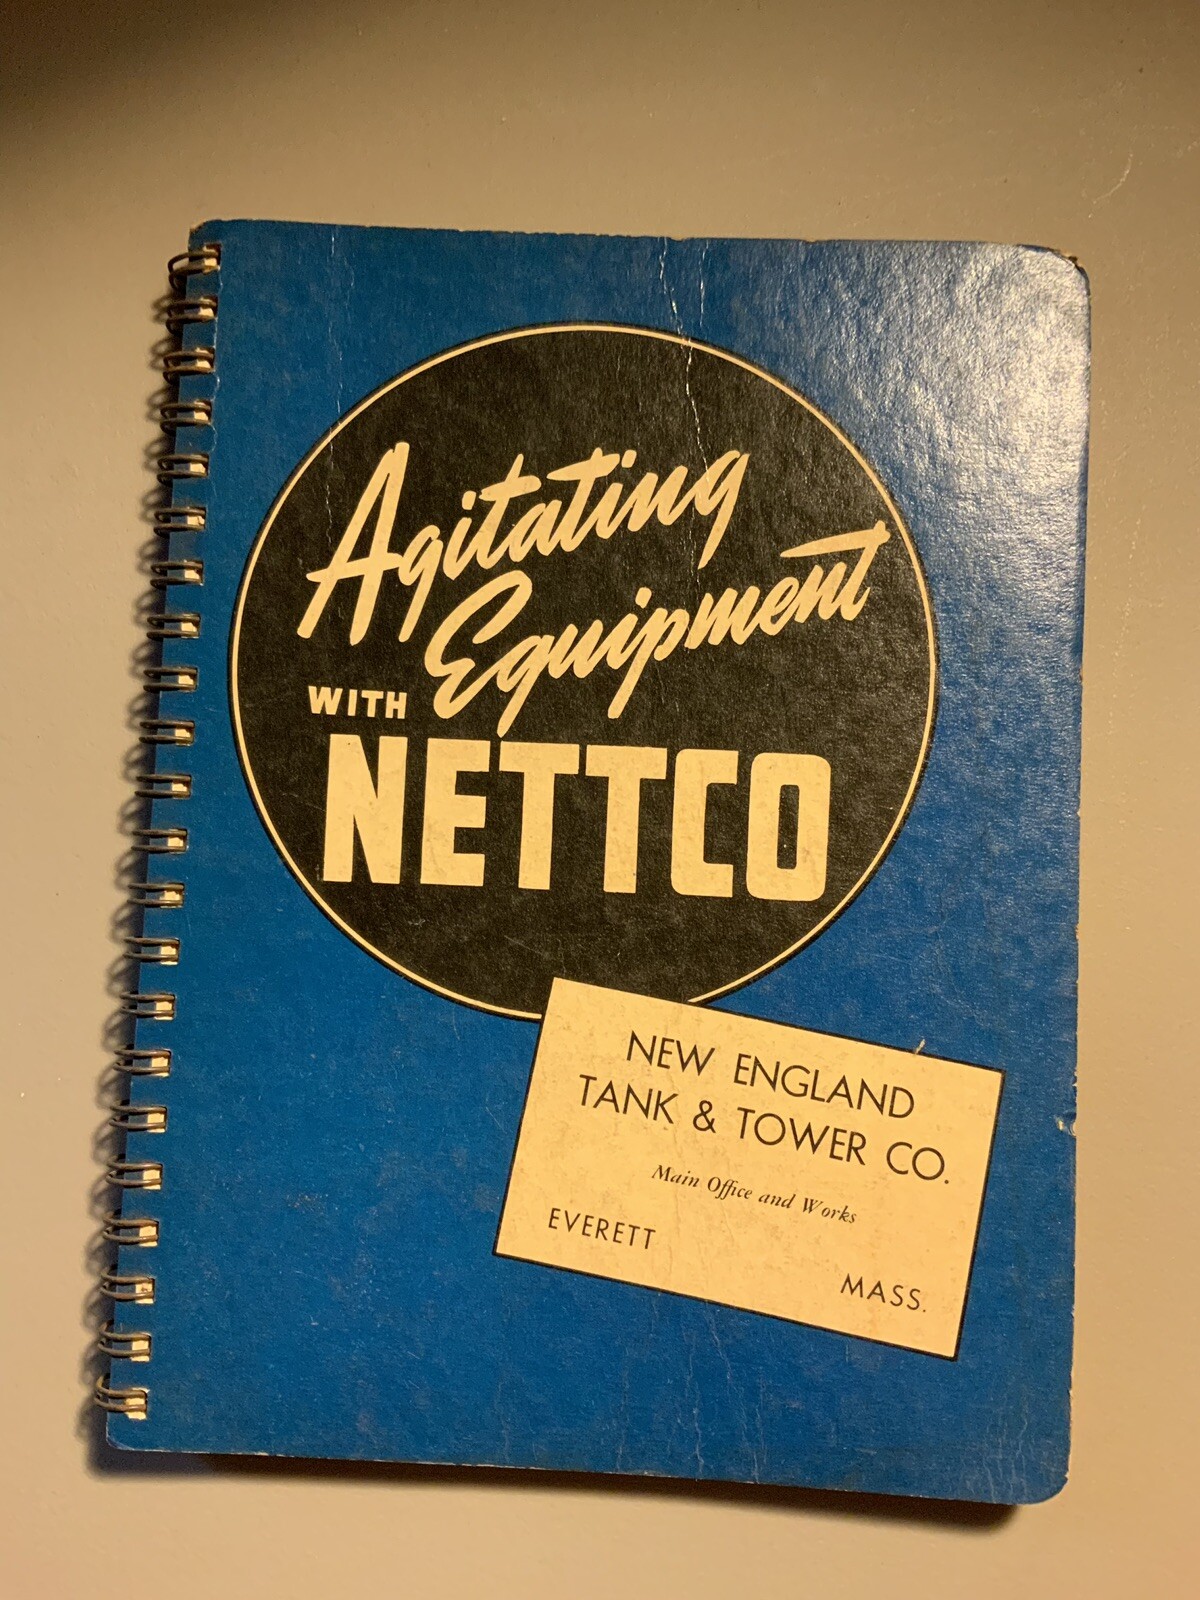 Agitating
Equipment
WITH
NETTCO
NEW ENGLAND
TANK & TOWER CO.
Main Office and Works
EVERETT
MASS.